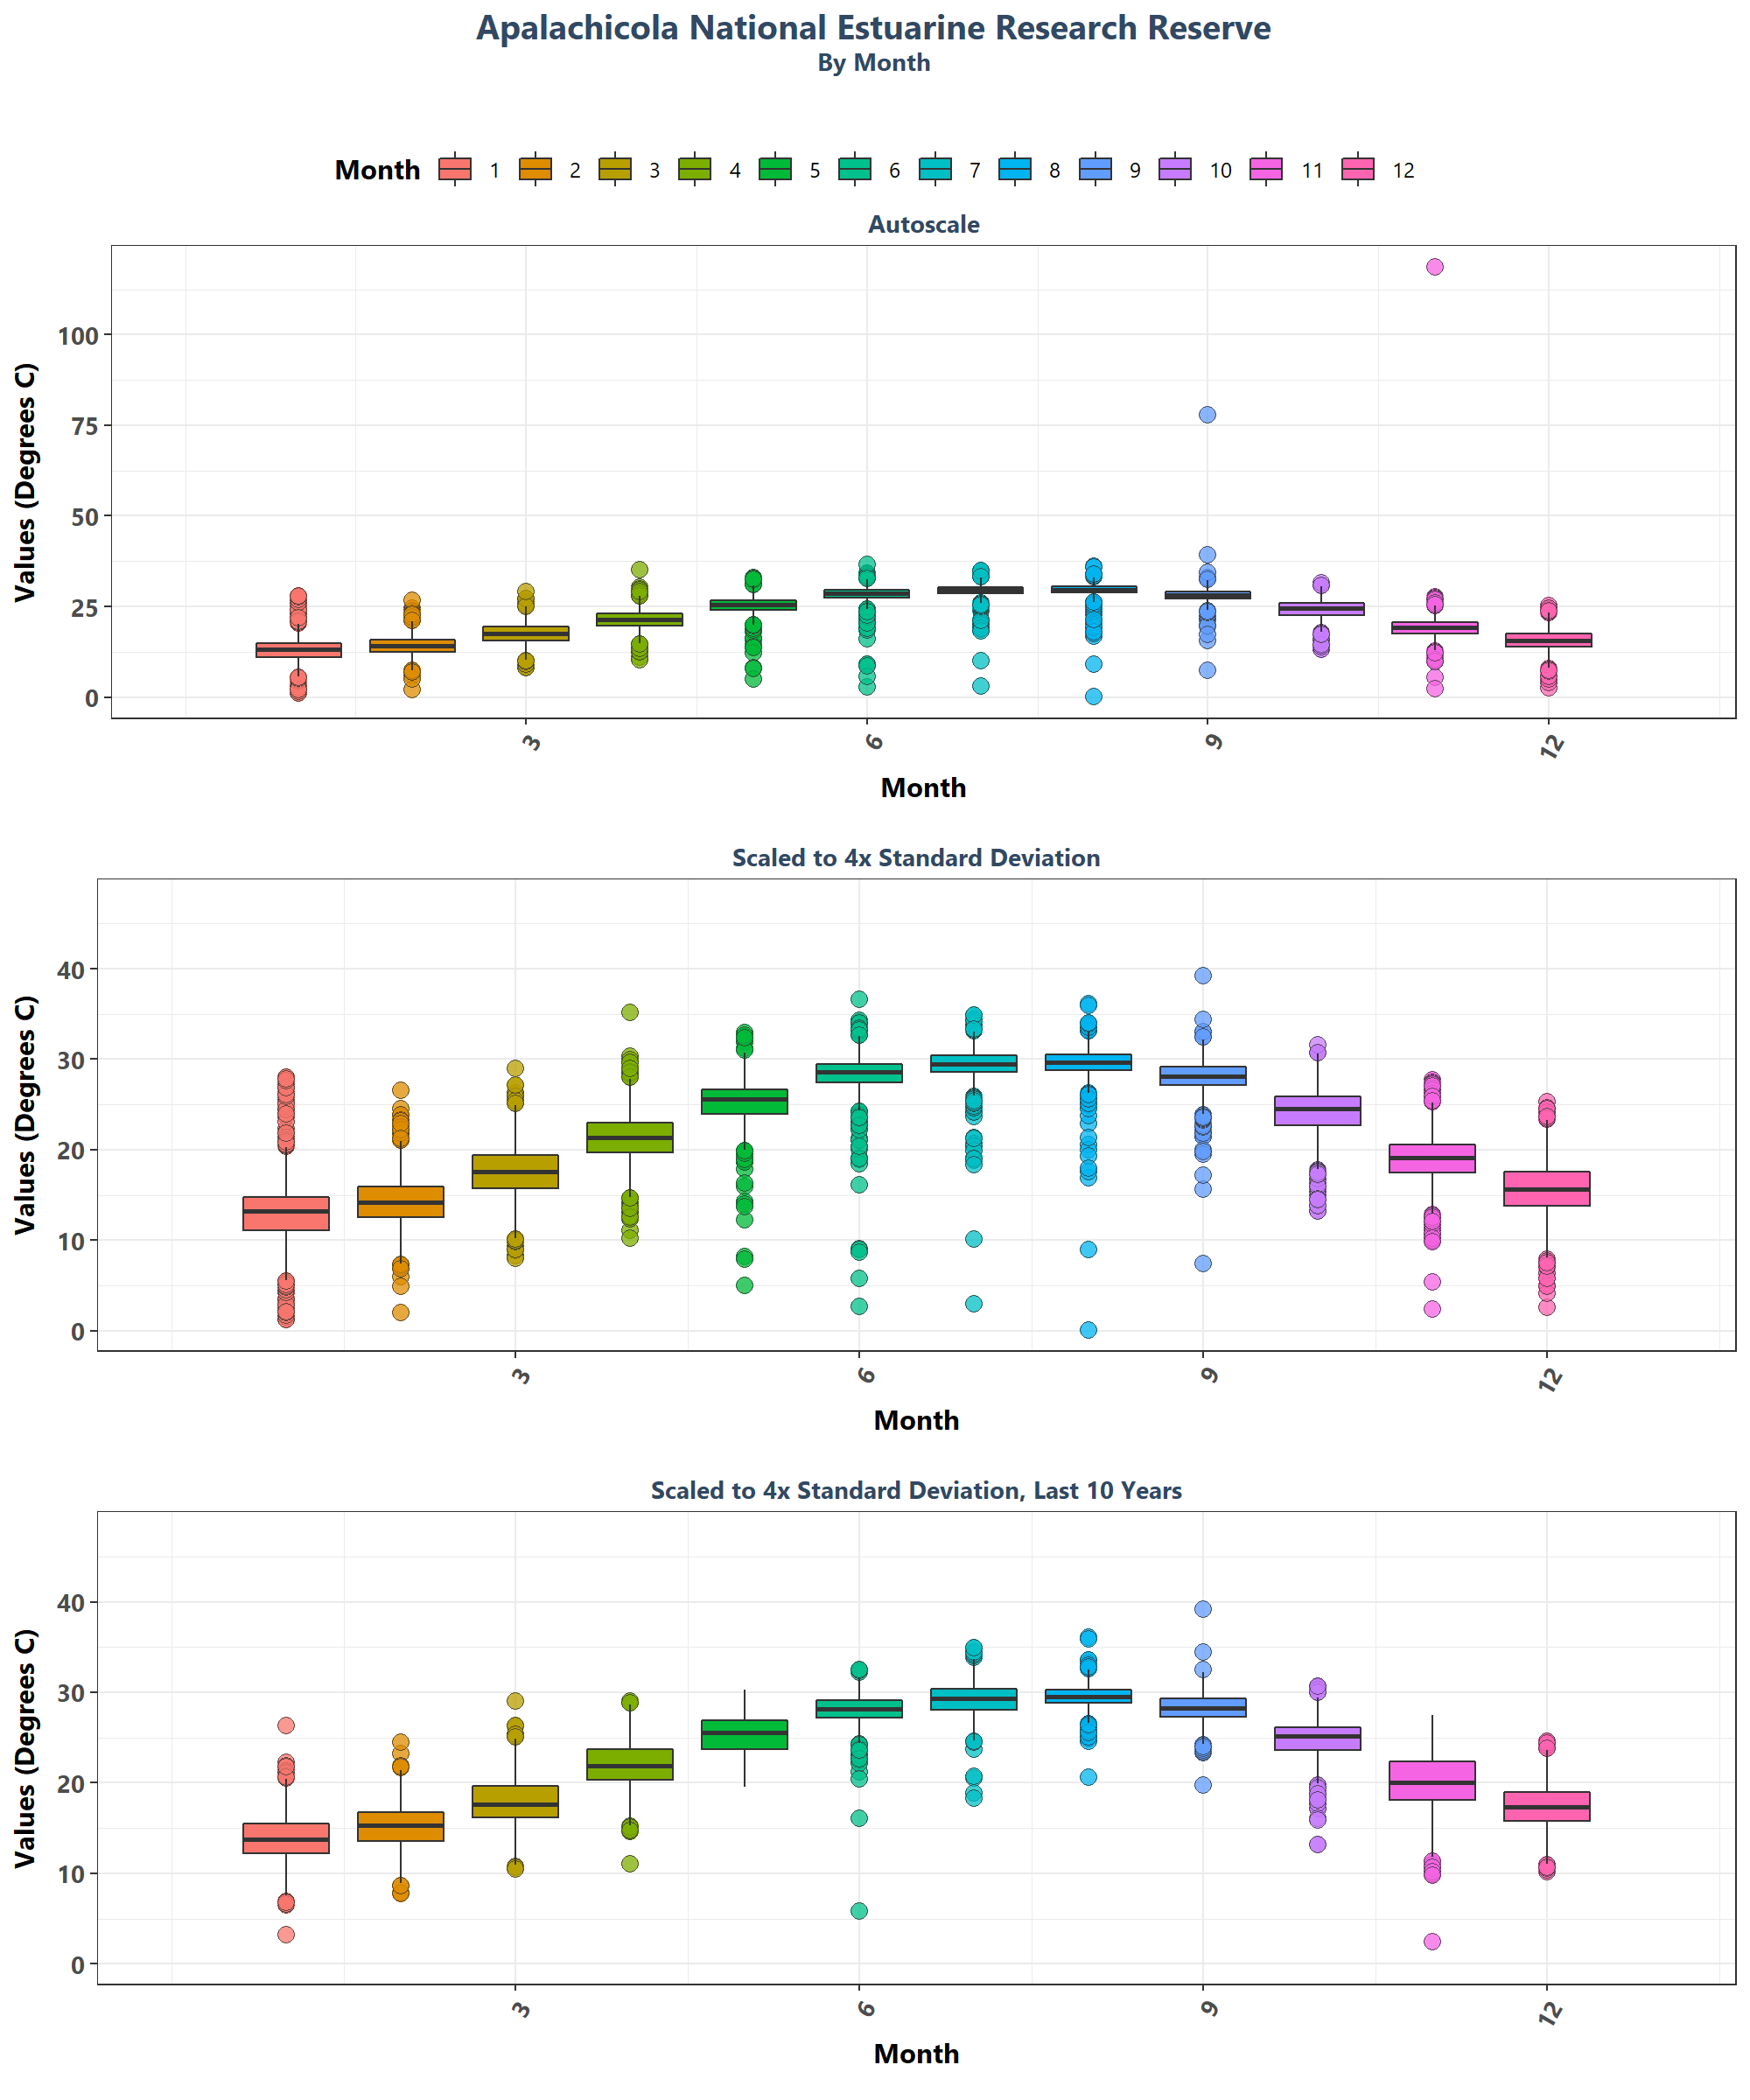 Apalachicola National Estuarine Research Reserve
By Month
Month 1 2 3 4 5 6 7 8 9 10 11 12
Autoscale
Values (Degrees C)
100
75
50
25
0
3 6 9 12
Month
Scaled to 4x Standard Deviation
Values (Degrees C)
40
30
20
10
0
3 6 9 12
Month
Scaled to 4x Standard Deviation, Last 10 Years
Values (Degrees C)
40
30
20
10
0
3 6 9 12
Month